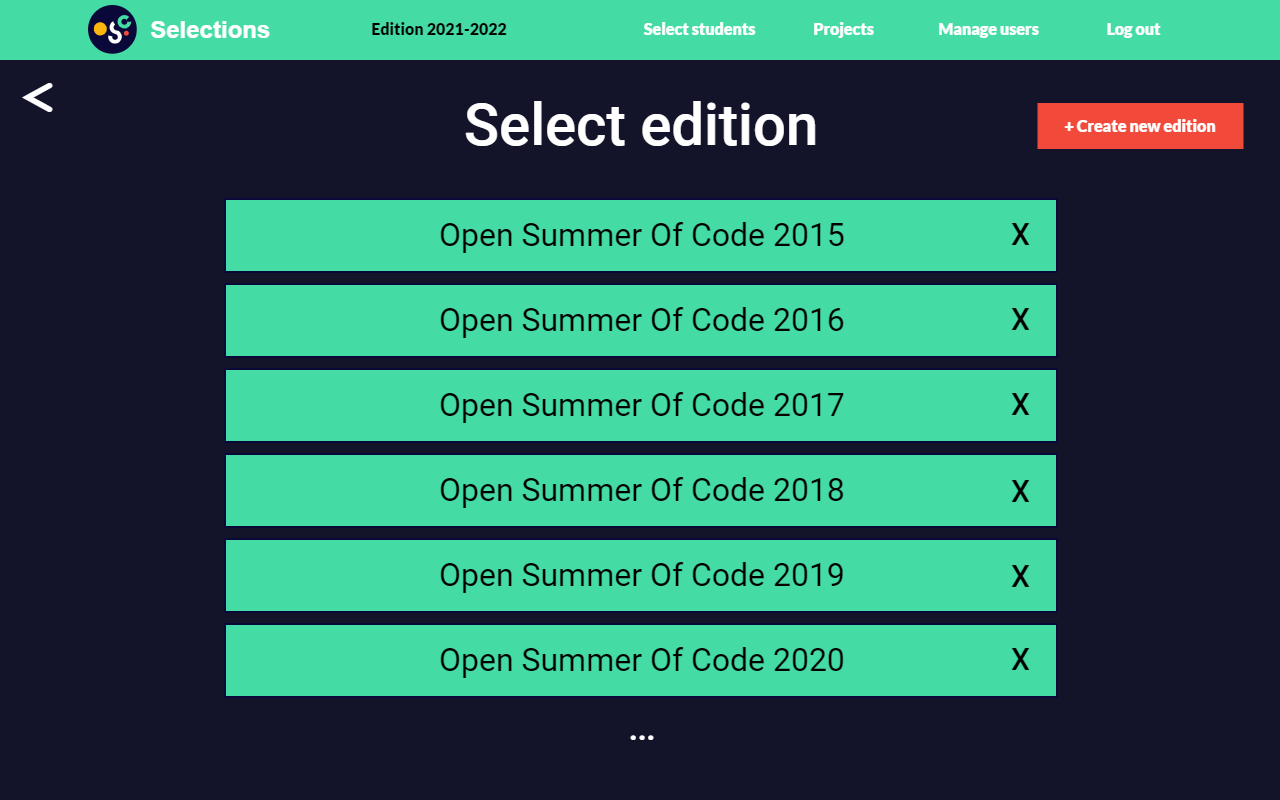 Selections
Edition 2021-2022
Select students
Projects
Manage users
Log out
<
Select edition
+ Create new edition
Open Summer Of Code 2015 X
Open Summer Of Code 2016 X
Open Summer Of Code 2017 X
Open Summer Of Code 2018 X
Open Summer Of Code 2019 X
Open Summer Of Code 2020 X
...